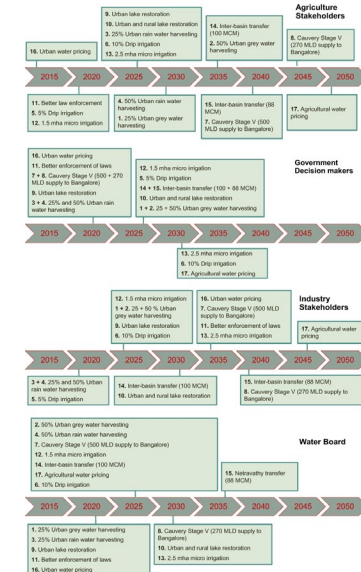 Agriculture
Stakeholders
9. Urban lake restoration
10. Urban and rural lake restoration
3. 25% Urban rain water harvesting
6. 10% Drip irrigation
13. 2.5 mha micro irrigation
14. Inter-basin transfer
(100 MCM)
2. 50% Urban grey water
harvesting
8. Cauvery Stage V
(270 MLD supply to
Bangalore)
16. Urban water pricing
2015 2020 2025 2030 2035 2040 2045 2050
11. Better law enforcement
5. 5% Drip irrigation
12. 1.5 mha micro irrigation
4. 50% Urban rain water
harvesting
1. 25% Urban grey water
harvesting
15. Inter-basin transfer (88
MCM)
7. Cauvery Stage V (500
MLD supply to Bangalore)
17. Agricultural water
pricing
Government
Decision makers
16. Urban water pricing
11. Better enforcement of laws
7 + 8. Cauvery Stage V (500 + 270
MLD supply to Bangalore)
9. Urban lake restoration
3 + 4. 25% and 50% Urban rain
water harvesting
12. 1.5 mha micro irrigation
5. 5% Drip irrigation
14 + 15. Inter-basin transfer (100 + 88 MCM)
10. Urban and rural lake restoration
1 + 2. 25 + 50% Urban grey water harvesting
2015 2020 2025 2030 2035 2040 2045 2050
13. 2.5 mha micro irrigation
6. 10% Drip irrigation
17. Agricultural water pricing
Industry
Stakeholders
12. 1.5 mha micro irrigation
1 + 2. 25 + 50 % Urban
grey water harvesting
9. Urban lake restoration
6. 10% Drip irrigation
16. Urban water pricing
7. Cauvery Stage V (500 MLD
supply to Bangalore)
11. Better enforcement of laws
13. 2.5 mha micro irrigation
17. Agricultural water
pricing
2015 2020 2025 2030 2035 2040 2045 2050
3 + 4. 25% and 50% Urban
rain water harvesting
5. 5% Drip irrigation
14. Inter-basin transfer (100 MCM)
10. Urban and rural lake restoration
15. Inter-basin transfer (88 MCM)
8. Cauvery Stage V (270 MLD supply to
Bangalore)
Water Board
2. 50% Urban grey water harvesting
4. 50% Urban rain water harvesting
7. Cauvery Stage V (500 MLD supply to Bangalore)
12. 1.5 mha micro irrigation
14. Inter-basin transfer (100 MCM)
17. Agricultural water pricing
6. 10% Drip irrigation
15. Netravathy transfer
(88 MCM)
2015 2020 2025 2030 2035 2040 2045 2050
1. 25% Urban grey water harvesting
3. 25% Urban rain water harvesting
9. Urban lake restoration
11. Better enforcement of laws
16. Urban water pricing
8. Cauvery Stage V (270 MLD supply to
Bangalore)
10. Urban and rural lake restoration
13. 2.5 mha micro irrigation